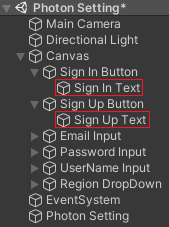 Photon Setting*
Main Camera
Directional Light
Canvas
Sign In Button
Sign In Text
Sign Up Button
Sign Up Text
Email Input
Password Input
UserName Input
Region DropDown
EventSystem
Photon Setting